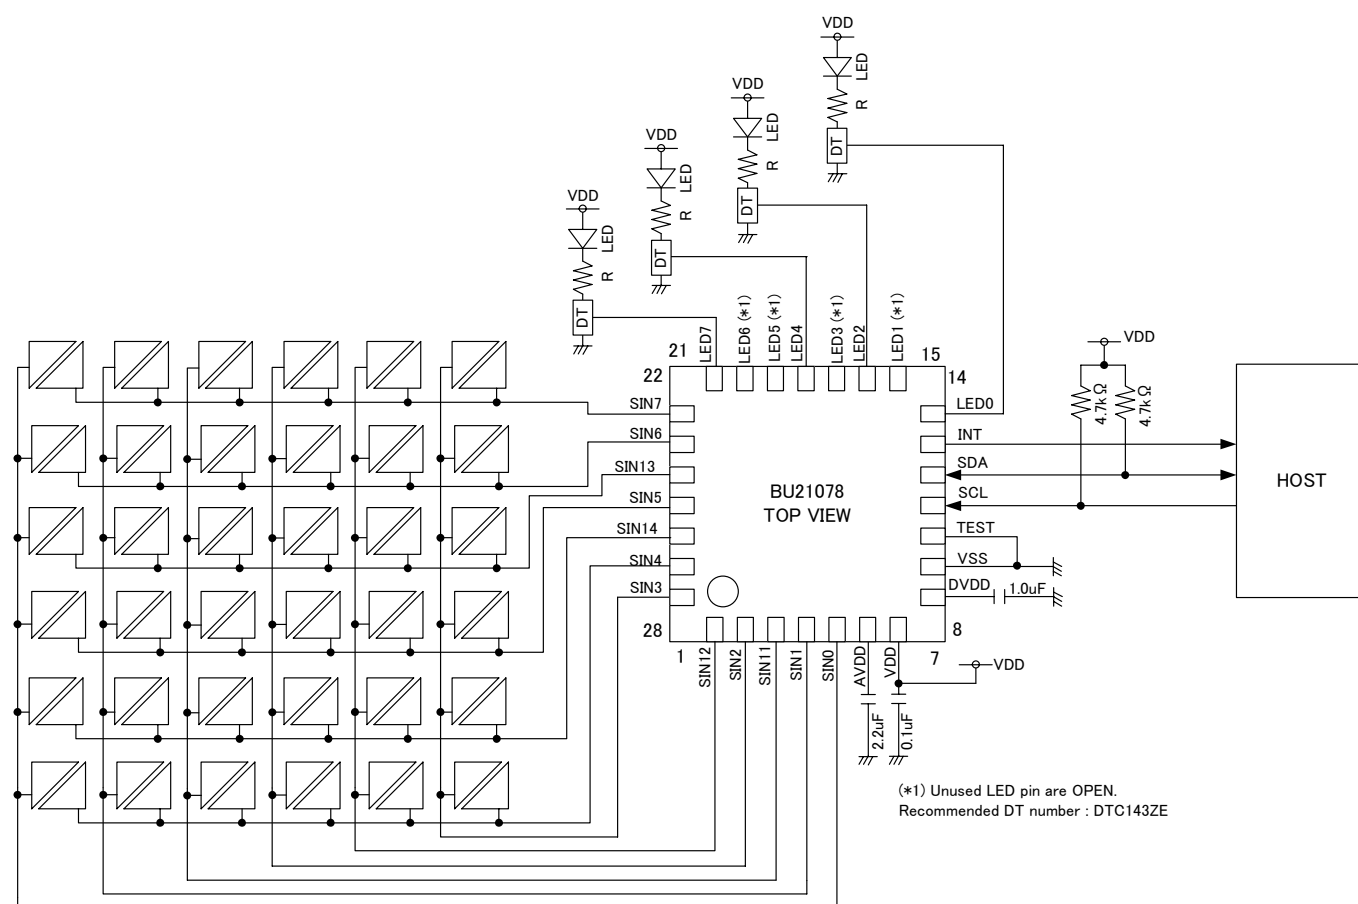 VDD
LED
R
DT
VDD
LED
R
DT
VDD
LED
R
DT
VDD
LED
R
DT
21
LED7
LED6 (*1)
LED5 (*1)
LED4
LED3 (*1)
LED2
LED1 (*1)
15
22
14
SIN7
SIN6
SIN13
SIN5
SIN14
SIN4
SIN3
BU21078
TOP VIEW
LED0
INT
SDA
SCL
TEST
VSS
DVDD
1.0uF
VDD
4.7kΩ
4.7kΩ
HOST
28
8
1
SIN12
SIN2
SIN11
SIN1
SIN0
AVDD
VDD
7
VDD
2.2uF
0.1uF
(*1) Unused LED pin are OPEN.
Recommended DT number : DTC143ZE